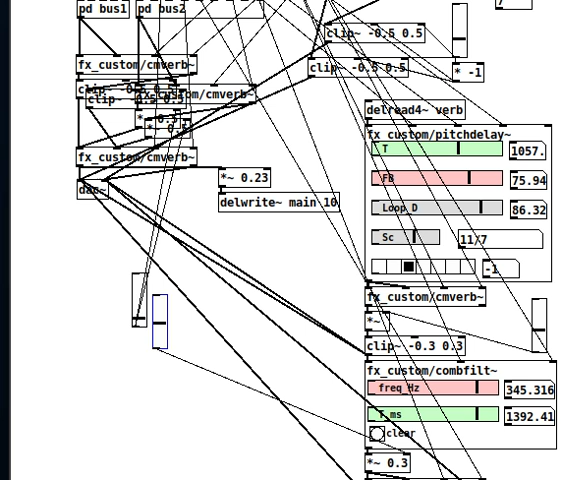 pd bus1
pd bus2
7
clip~ -0.5 0.5
fx_custom/cmverb~
clip~ -0.5 0.5
* -1
clip~
delread4~ verb
fx_custom/pitchdelay~
T
1057.
FB
75.94
fx_custom/cmverb~
*~ 0.23
dac~
delwrite~ main 10
Loop_D
86.32
Sc
11/7
-1
fx_custom/cmverb~
*~
clip~ -0.3 0.3
fx_custom/combfilt~
freq_Hz
345.316
T_ms
1392.41
clear
*~ 0.3